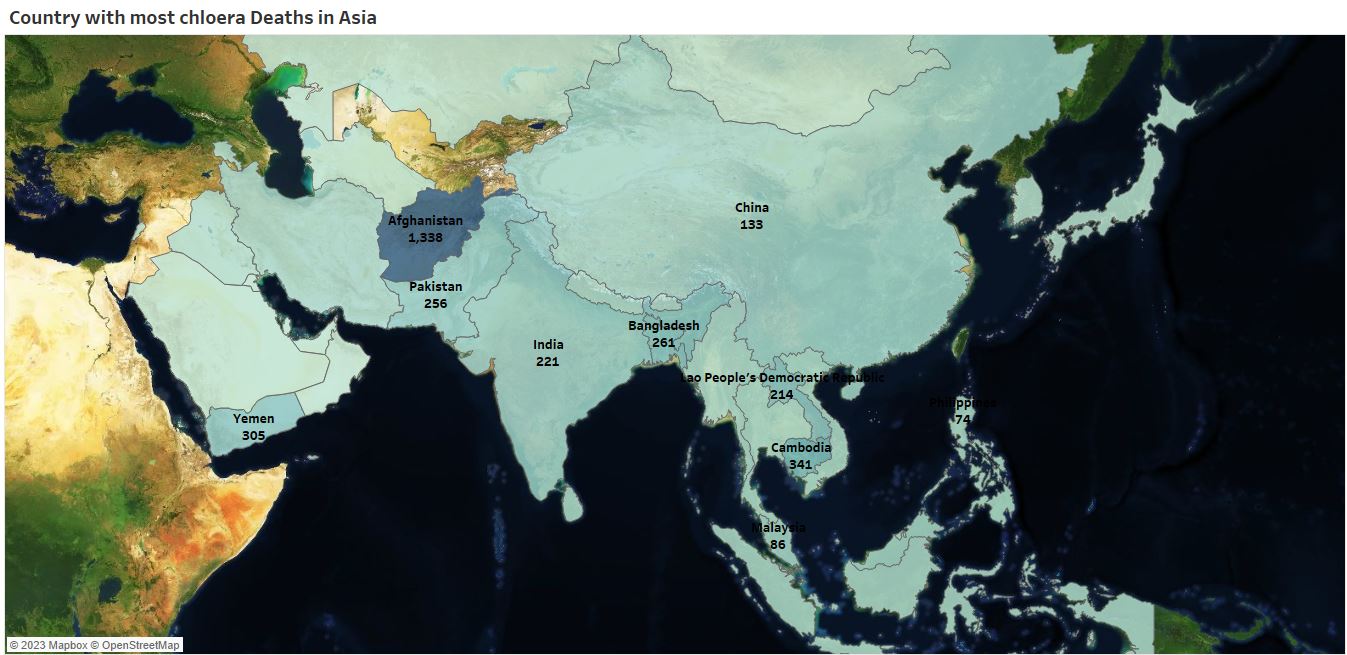 Country with most chloera Deaths in Asia
Afghanistan
1,338
China
133
Pakistan
256
Bangladesh
261
India
221
Lao People's Democratic Republic
214
Philippines
74
Yemen
305
Cambodia
341
Malaysia
86
© 2023 Mapbox © OpenStreetMap